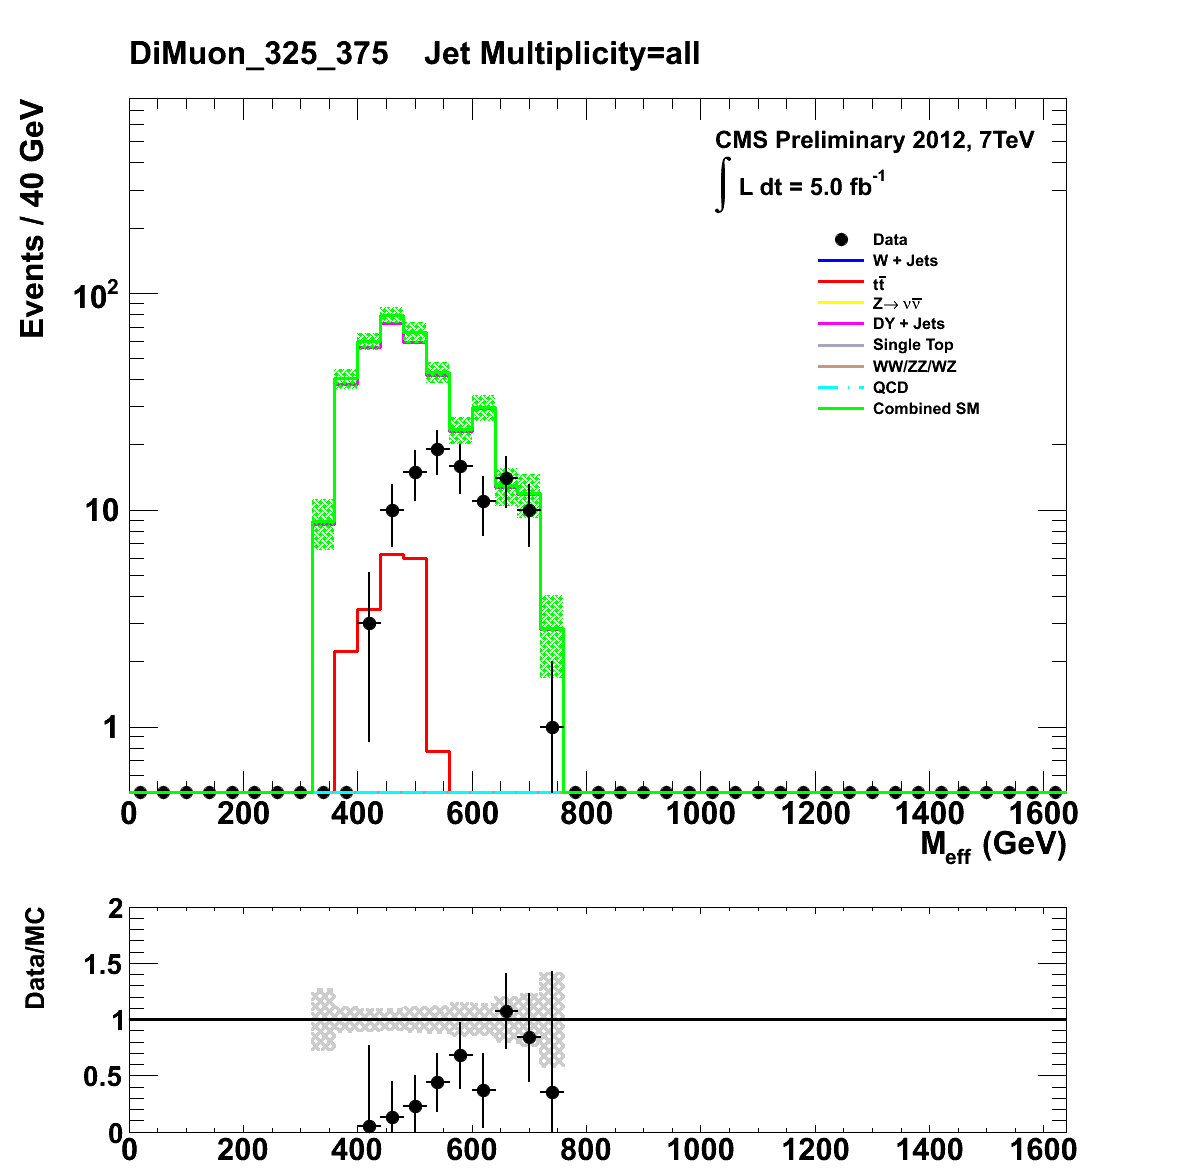 DiMuon_325_375 Jet Multiplicity=all
Events / 40 GeV
CMS Preliminary 2012, 7TeV
∫ L dt = 5.0 fb⁻¹
Data
W + Jets
tt̅
Z→ νν̅
DY + Jets
Single Top
WW/ZZ/WZ
QCD
Combined SM
10²
10
1
0 200 400 600 800 1000 1200 1400 1600
M_eff (GeV)
Data/MC
2
1.5
1
0.5
0
0 200 400 600 800 1000 1200 1400 1600